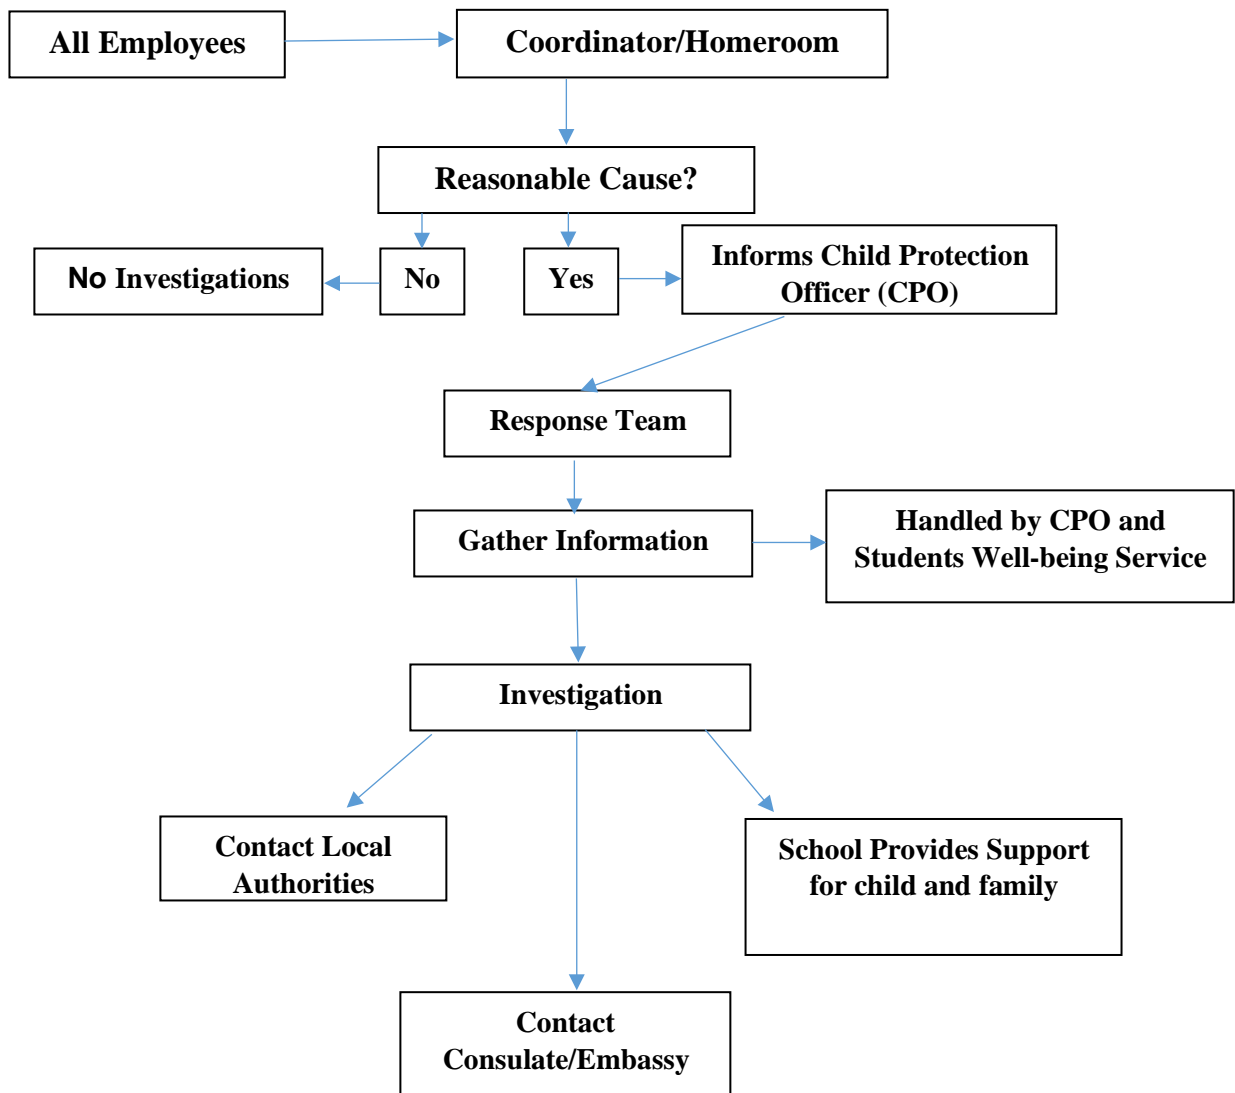 All Employees
Coordinator/Homeroom
Reasonable Cause?
No Investigations
No
Yes
Informs Child Protection
Officer (CPO)
Response Team
Gather Information
Handled by CPO and
Students Well-being Service
Investigation
Contact Local
Authorities
School Provides Support
for child and family
Contact
Consulate/Embassy